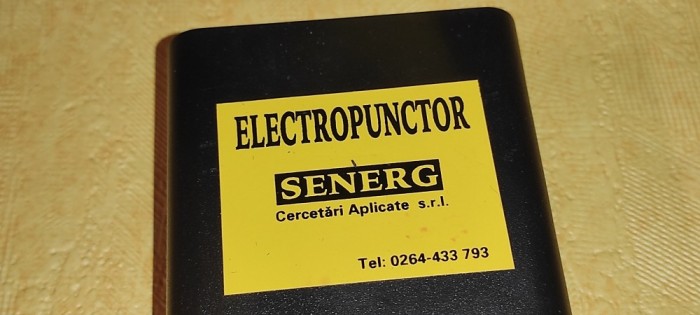 ELECTROPUNCTOR
SENERG
Cercetări Aplicate s.r.l.
Tel: 0264-433 793